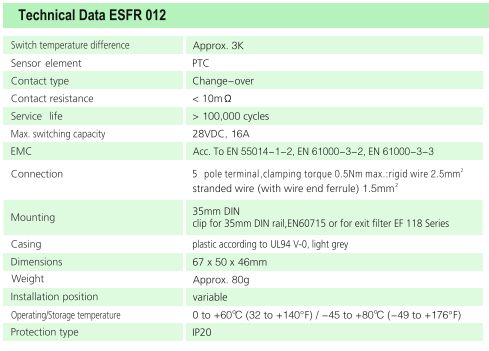 Technical Data ESFR 012
Switch temperature difference Approx. 3K
Sensor element PTC
Contact type Change-over
Contact resistance < 10mΩ
Service life > 100,000 cycles
Max. switching capacity 28VDC, 16A
EMC Acc. To EN 55014-1-2, EN 61000-3-2, EN 61000-3-3
Connection 5 pole terminal,clamping torque 0.5Nm max.:rigid wire 2.5mm²
stranded wire (with wire end ferrule) 1.5mm²
Mounting 35mm DIN
clip for 35mm DIN rail,EN60715 or for exit filter EF 118 Series
Casing plastic according to UL94 V-0, light grey
Dimensions 67 x 50 x 46mm
Weight Approx. 80g
Installation position variable
Operating/Storage temperature 0 to +60℃ (32 to +140°F) / -45 to +80℃ (-49 to +176°F)
Protection type IP20